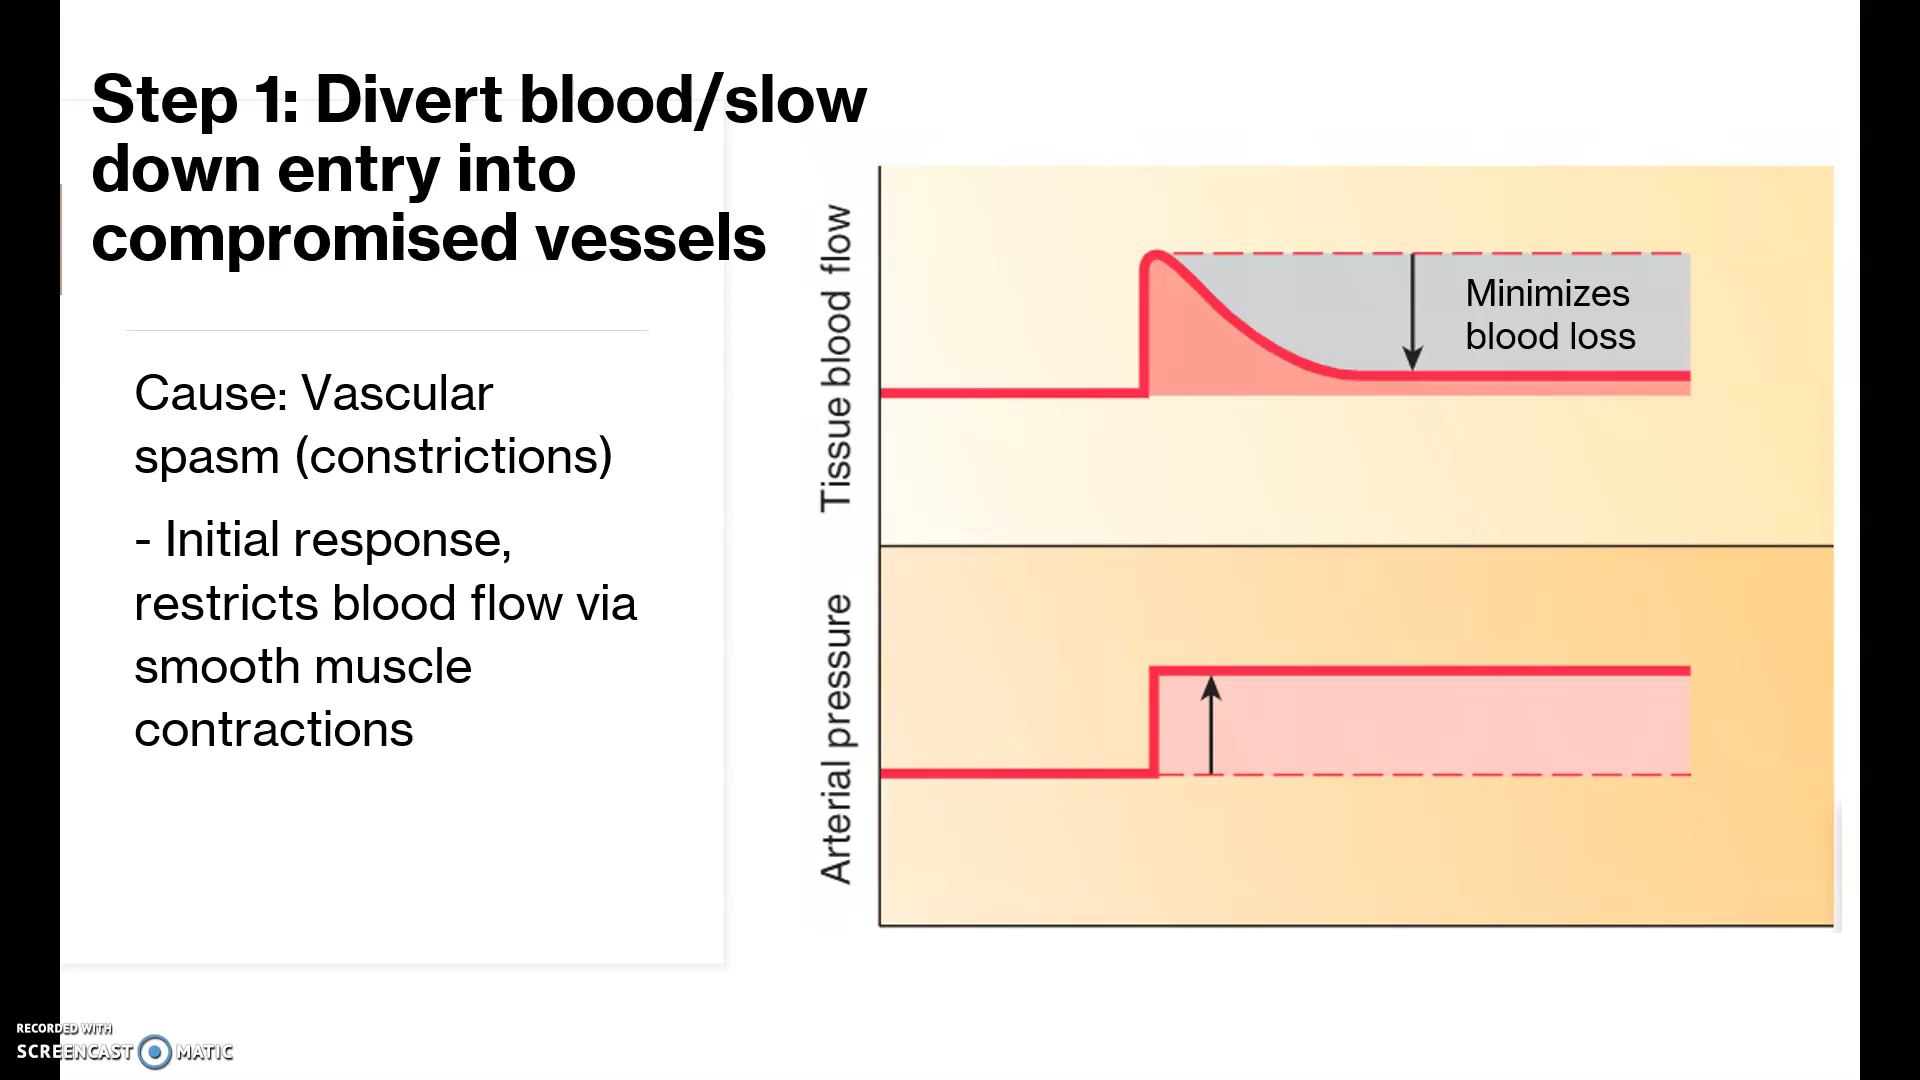 Step 1: Divert blood/slow
down entry into
compromised vessels
Cause: Vascular
spasm (constrictions)
- Initial response,
restricts blood flow via
smooth muscle
contractions
Tissue blood flow
Minimizes
blood loss
Arterial pressure
RECORDED WITH
SCREENCAST MATIC